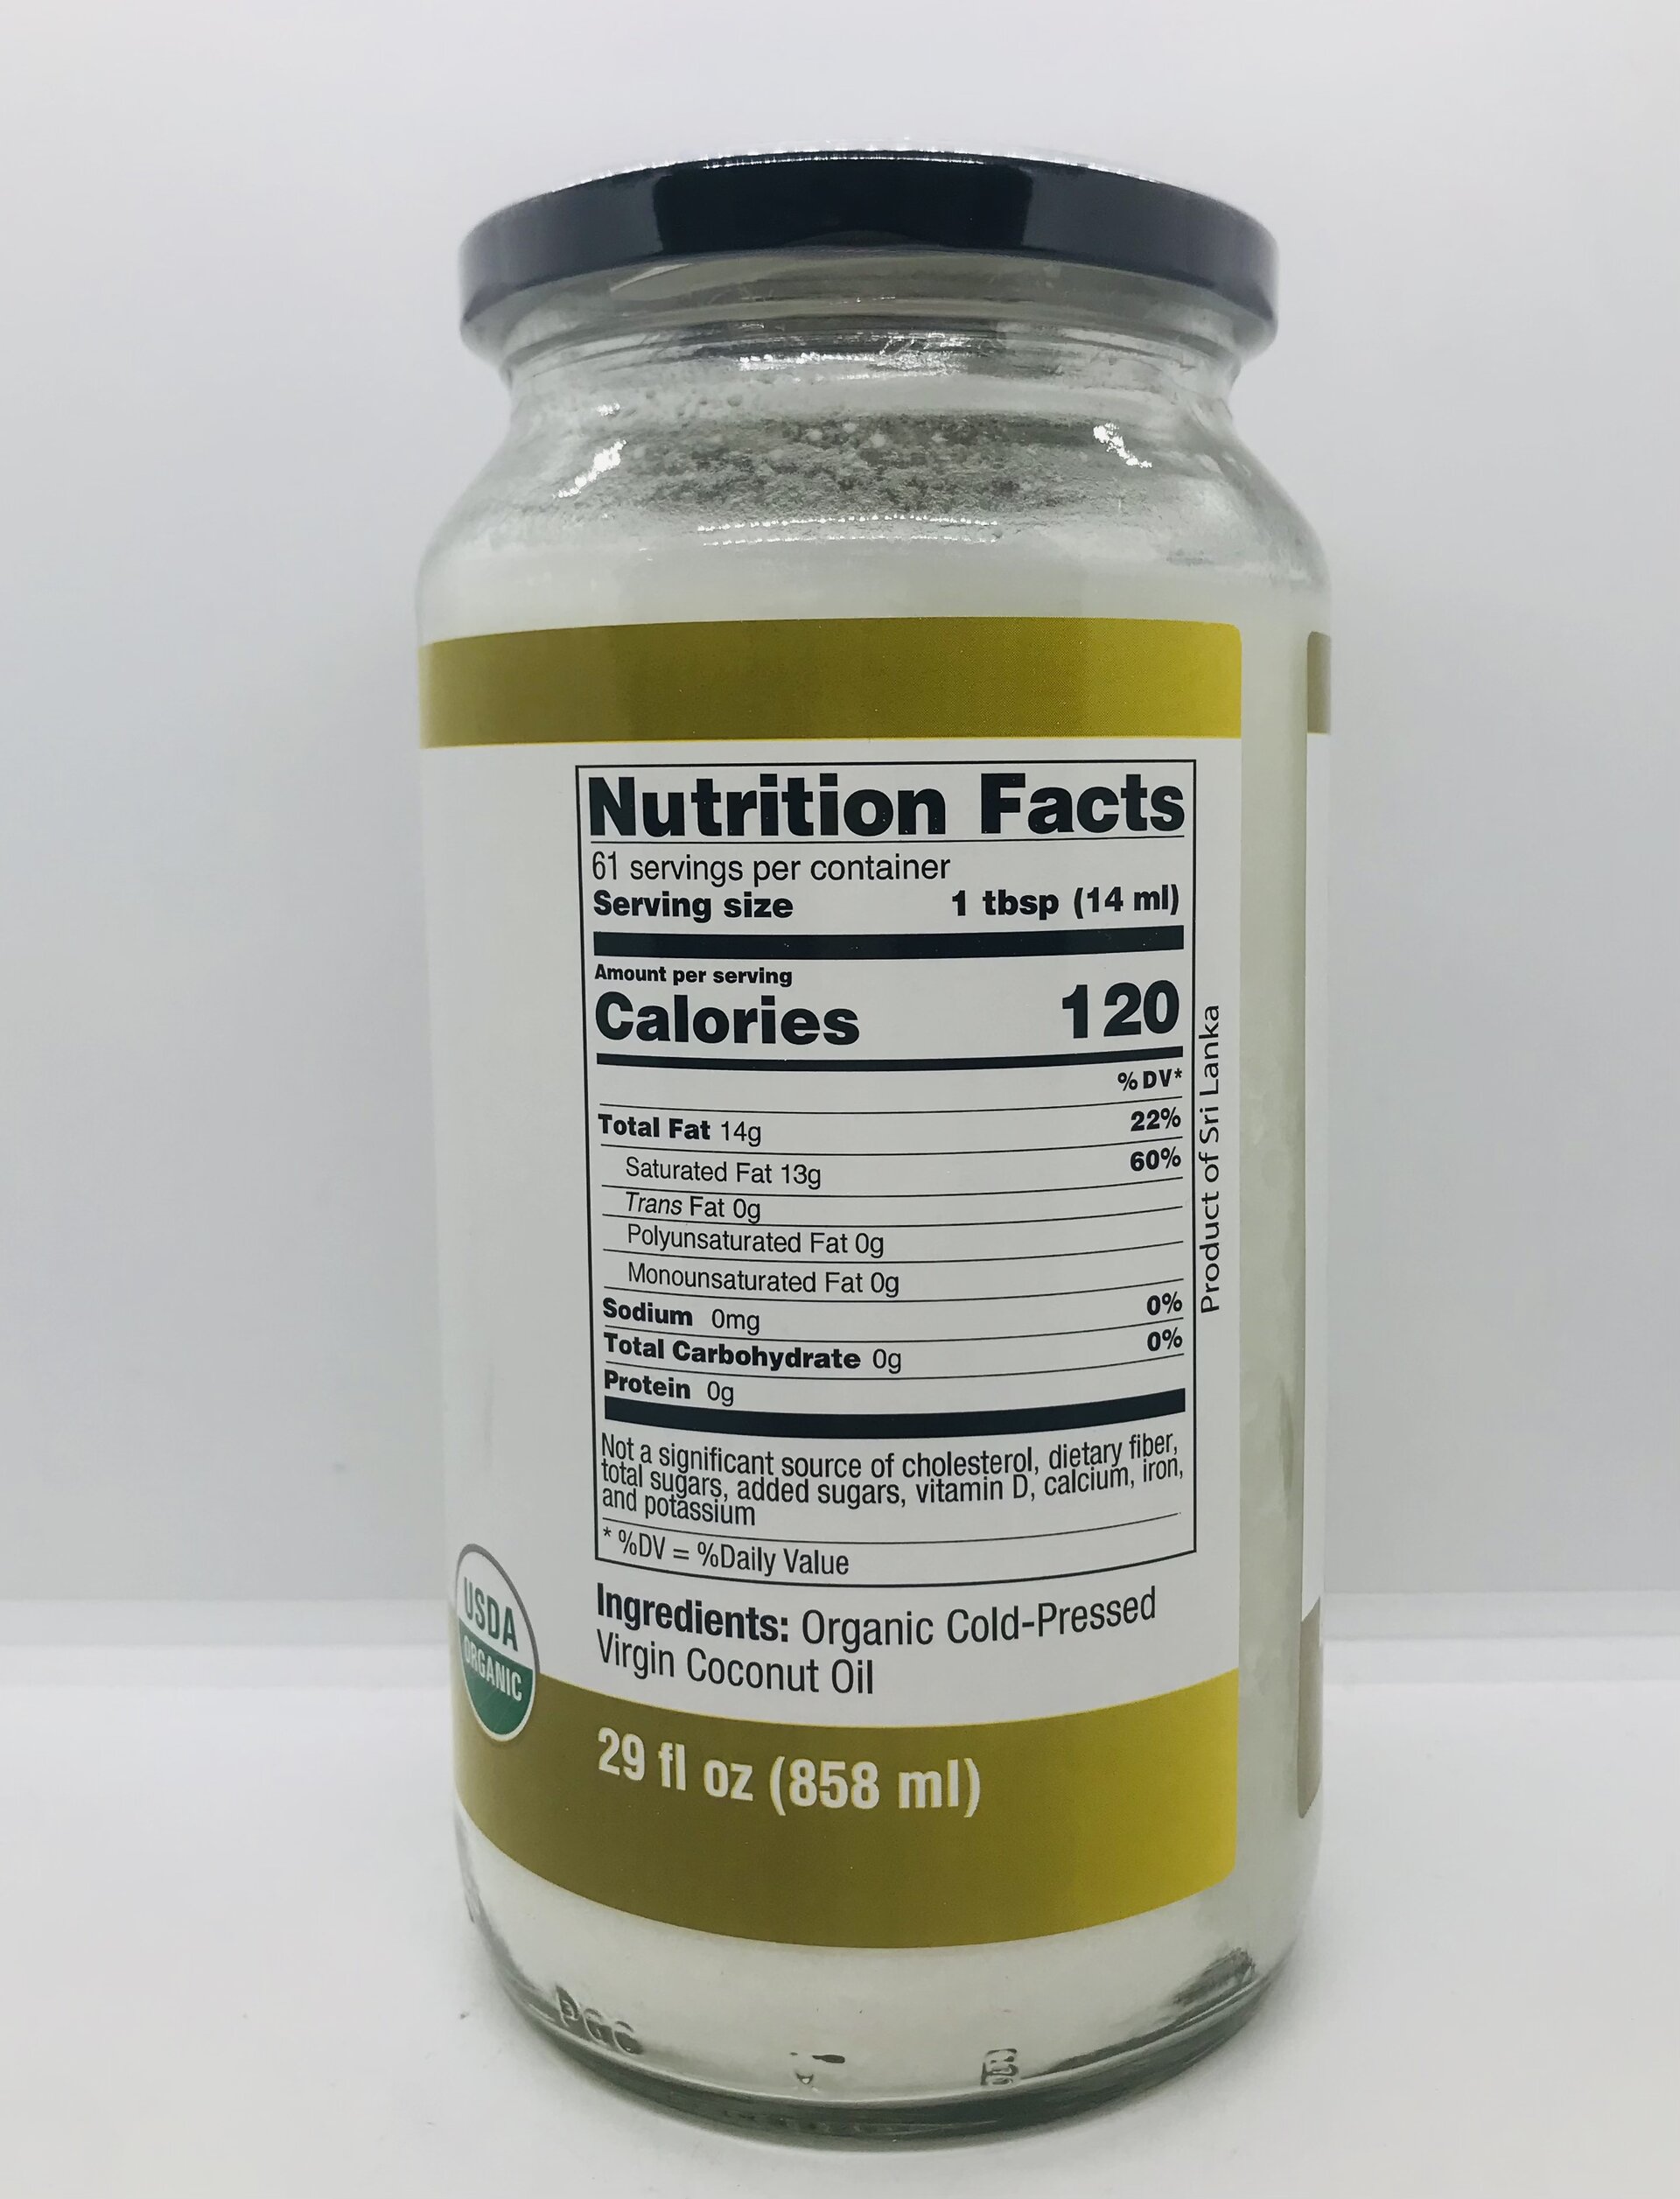 Nutrition Facts
61 servings per container
Serving size 1 tbsp (14 ml)
Amount per serving
Calories 120
% DV*
Total Fat 14g 22%
Saturated Fat 13g 60%
Trans Fat 0g
Polyunsaturated Fat 0g
Monounsaturated Fat 0g
Sodium 0mg 0%
Total Carbohydrate 0g 0%
Protein 0g
Not a significant source of cholesterol, dietary fiber,
total sugars, added sugars, vitamin D, calcium, iron,
and potassium
* %DV = %Daily Value
Product of Sri Lanka
Ingredients: Organic Cold-Pressed
Virgin Coconut Oil
USDA
ORGANIC
29 fl oz (858 ml)
PGC